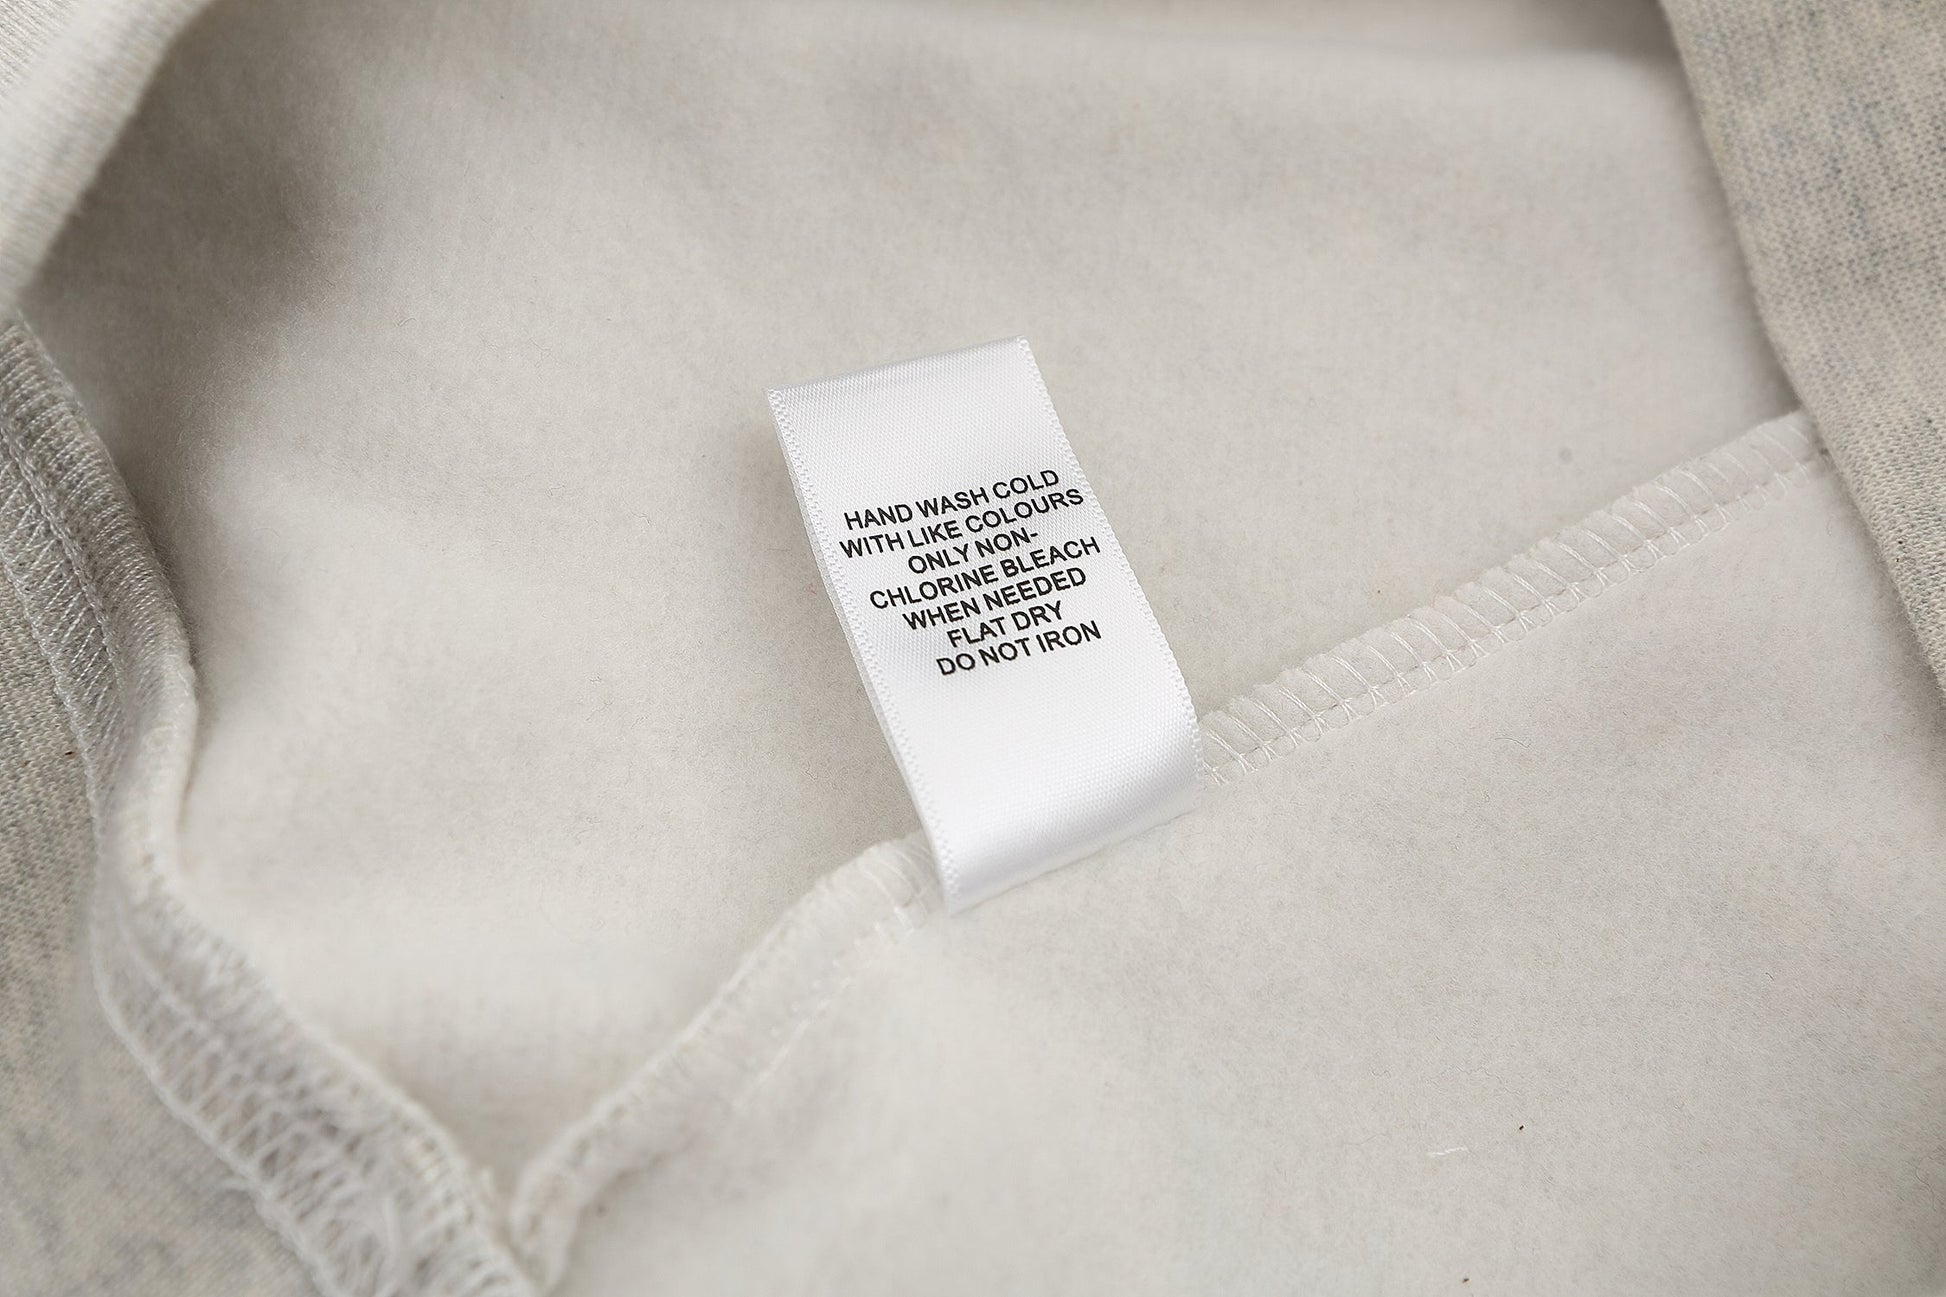 HAND WASH COLD
WITH LIKE COLOURS
ONLY NON-
CHLORINE BLEACH
WHEN NEEDED
FLAT DRY
DO NOT IRON